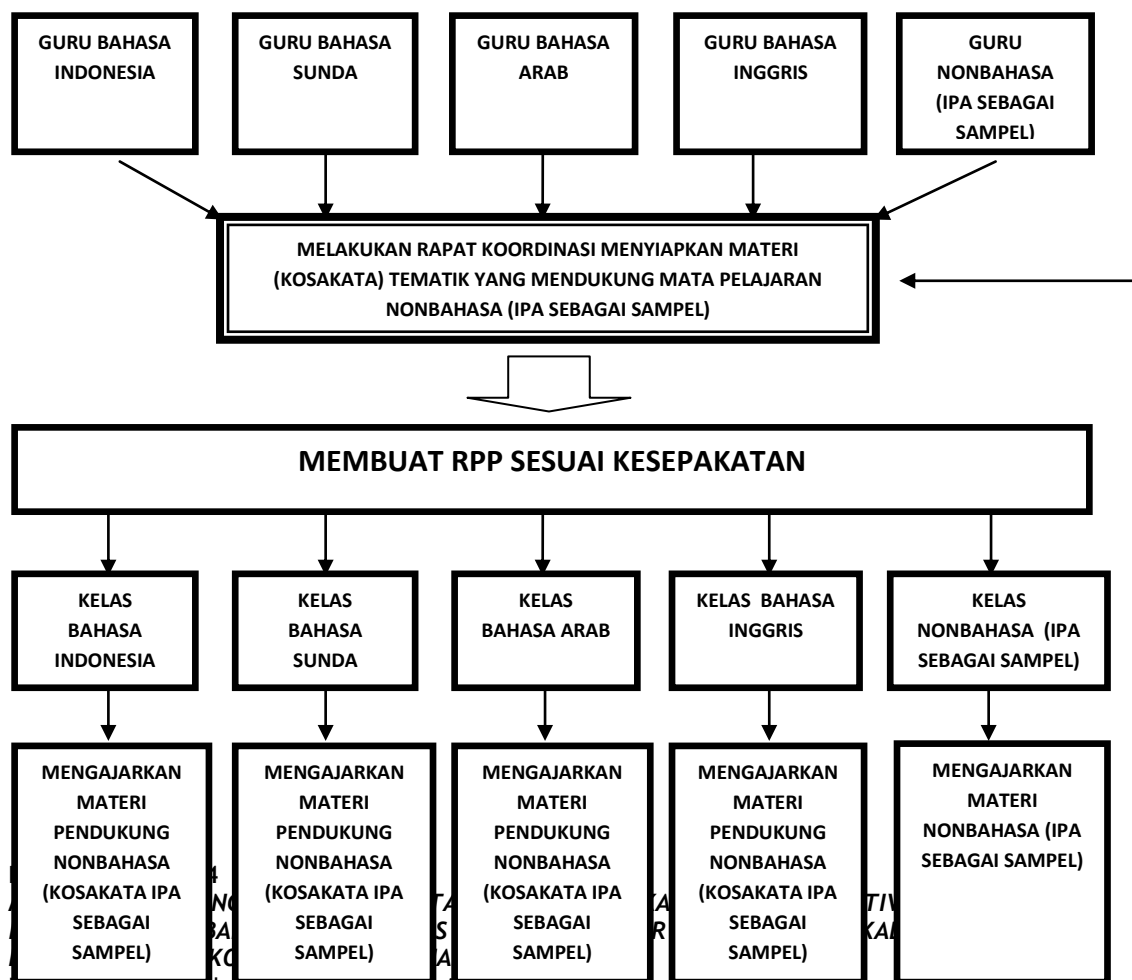 GURU BAHASA
INDONESIA
GURU BAHASA
SUNDA
GURU BAHASA
ARAB
GURU BAHASA
INGGRIS
GURU
NONBAHASA
(IPA SEBAGAI
SAMPEL)
MELAKUKAN RAPAT KOORDINASI MENYIAPKAN MATERI
(KOSAKATA) TEMATIK YANG MENDUKUNG MATA PELAJARAN
NONBAHASA (IPA SEBAGAI SAMPEL)
MEMBUAT RPP SESUAI KESEPAKATAN
KELAS
BAHASA
INDONESIA
KELAS
BAHASA
SUNDA
KELAS
BAHASA ARAB
KELAS BAHASA
INGGRIS
KELAS
NONBAHASA (IPA
SEBAGAI SAMPEL)
MENGAJARKAN
MATERI
PENDUKUNG
NONBAHASA
(KOSAKATA IPA
SEBAGAI
SAMPEL)
MENGAJARKAN
MATERI
PENDUKUNG
NONBAHASA
(KOSAKATA IPA
SEBAGAI
SAMPEL)
MENGAJARKAN
MATERI
PENDUKUNG
NONBAHASA
(KOSAKATA IPA
SEBAGAI
SAMPEL)
MENGAJARKAN
MATERI
PENDUKUNG
NONBAHASA
(KOSAKATA IPA
SEBAGAI
SAMPEL)
MENGAJARKAN
MATERI
NONBAHASA (IPA
SEBAGAI SAMPEL)